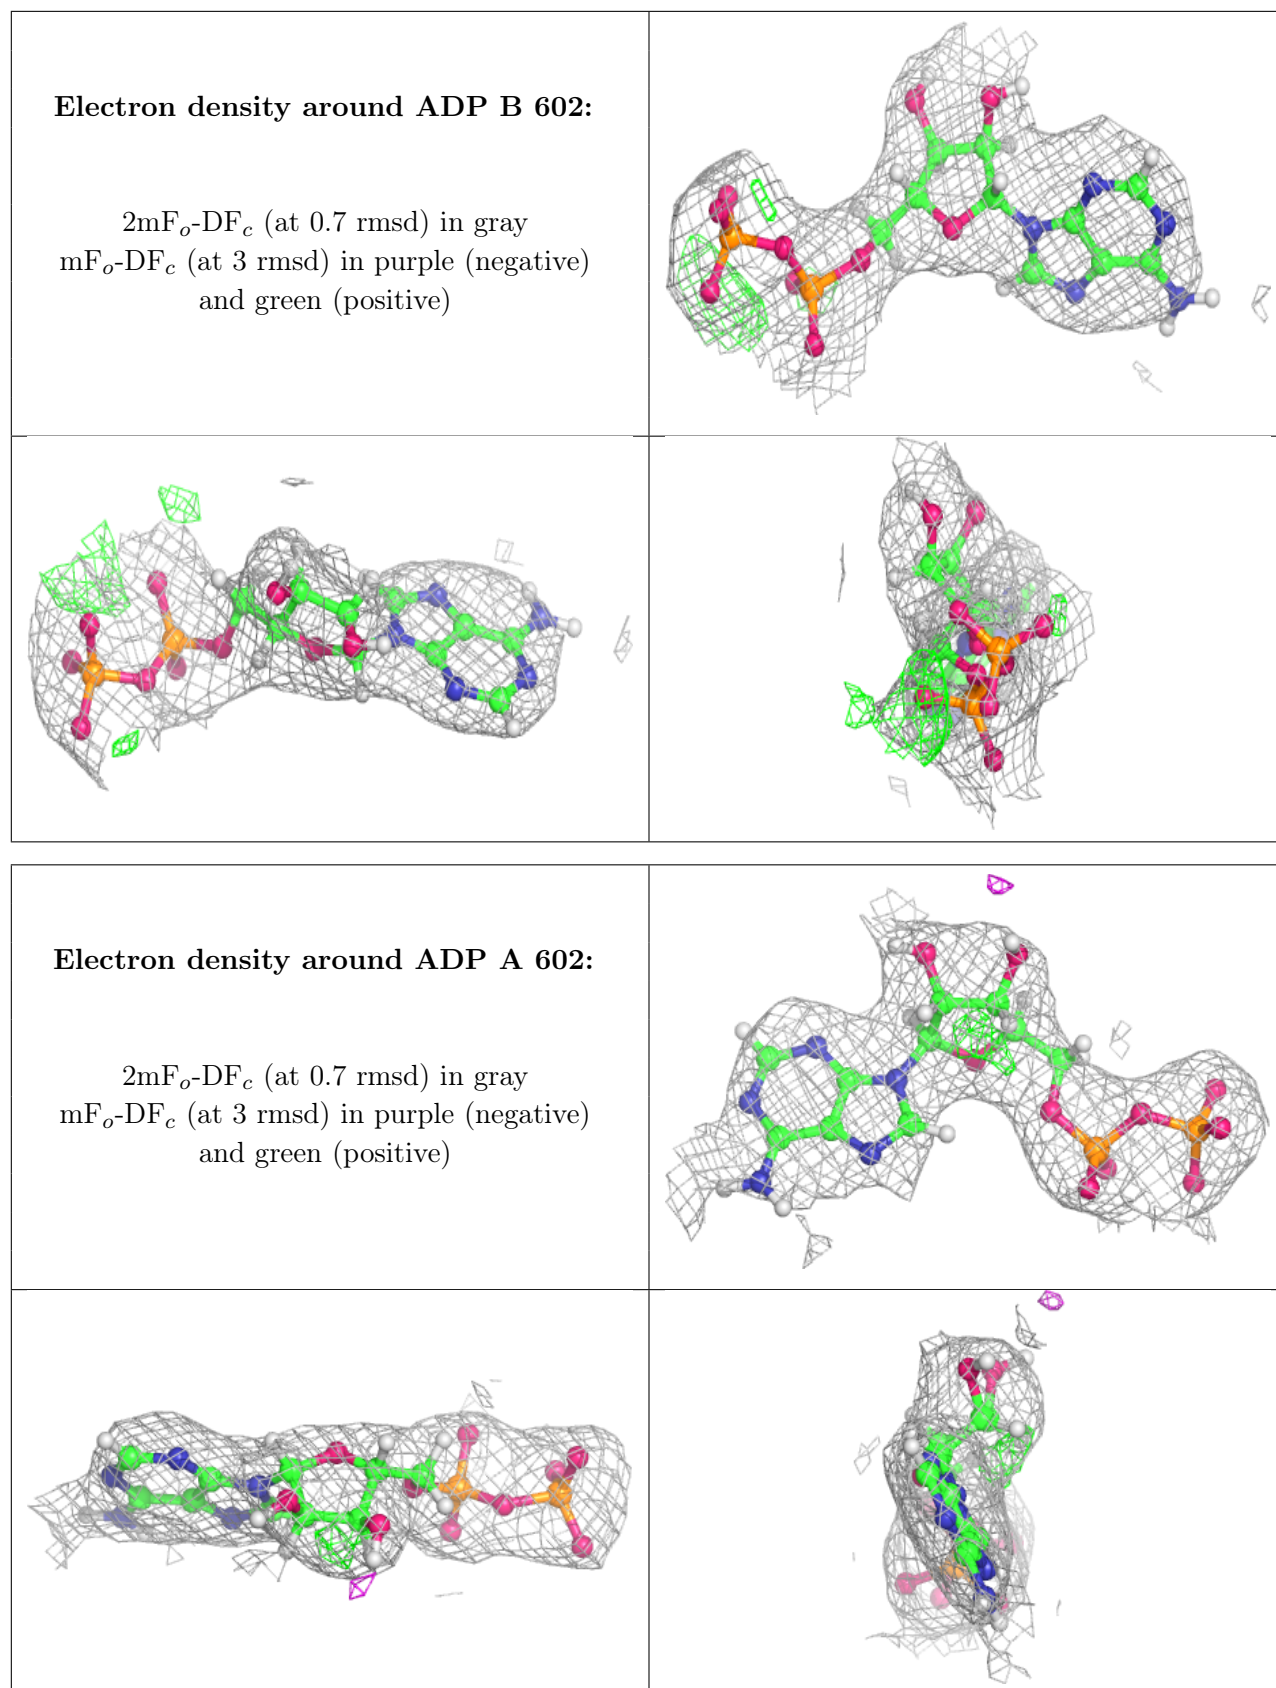 Electron density around ADP B 602:
2mFₒ-DF𝒸 (at 0.7 rmsd) in gray
mFₒ-DF𝒸 (at 3 rmsd) in purple (negative)
and green (positive)
Electron density around ADP A 602:
2mFₒ-DF𝒸 (at 0.7 rmsd) in gray
mFₒ-DF𝒸 (at 3 rmsd) in purple (negative)
and green (positive)